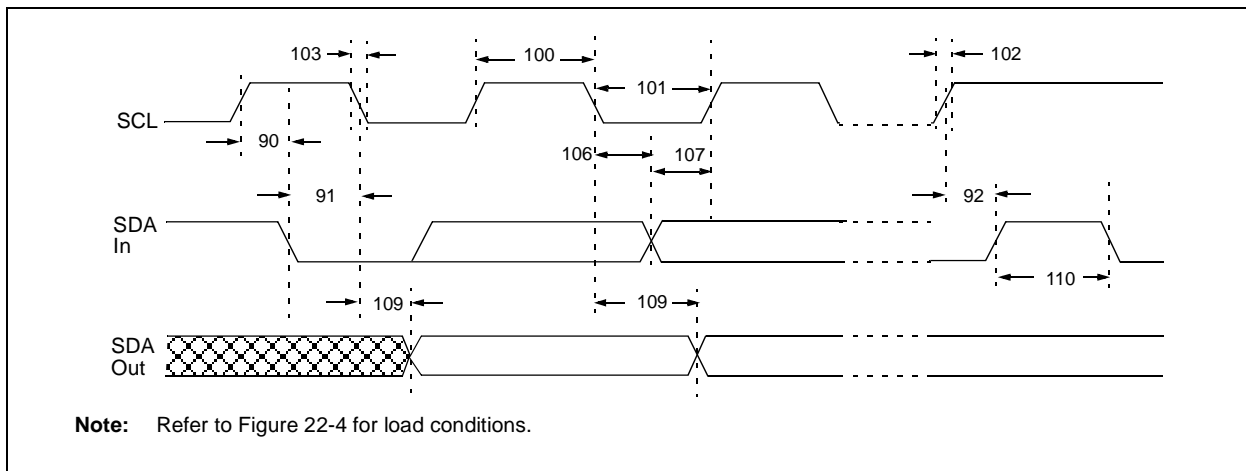 103
100
102
101
SCL
90
106
107
91
92
SDA
In
109
109
110
SDA
Out
Note: Refer to Figure 22-4 for load conditions.